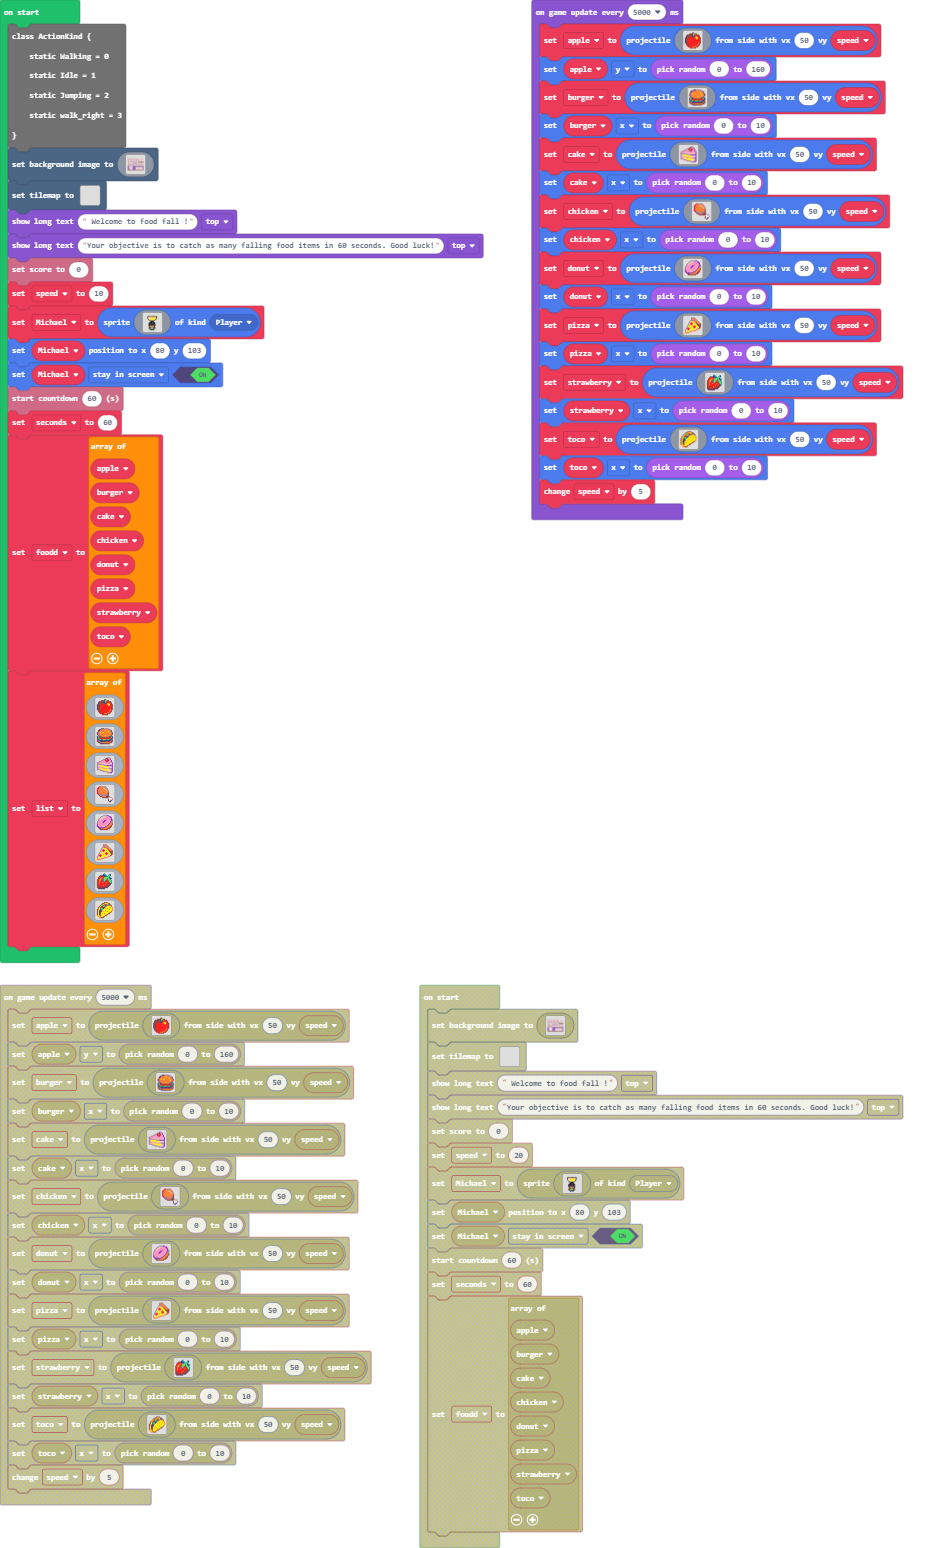 on start
class ActionKind {
static Walking = 0
static Idle = 1
static Jumping = 2
static walk_right = 3
}
set background image to
set tilemap to
show long text " Welcome to food fall !" top
show long text "Your objective is to catch as many falling food items in 60 seconds. Good luck!" top
set score to 0
set speed to 10
set Michael to sprite of kind Player
set Michael position to x 80 y 103
set Michael stay in screen ON
start countdown 60 (s)
set seconds to 60
set foodd to array of
apple
burger
cake
chicken
donut
pizza
strawberry
toco
set list to array of
on game update every 5000 ms
set apple to projectile from side with vx 50 vy speed
set apple y to pick random 0 to 160
set burger to projectile from side with vx 50 vy speed
set burger x to pick random 0 to 10
set cake to projectile from side with vx 50 vy speed
set cake x to pick random 0 to 10
set chicken to projectile from side with vx 50 vy speed
set chicken x to pick random 0 to 10
set donut to projectile from side with vx 50 vy speed
set donut x to pick random 0 to 10
set pizza to projectile from side with vx 50 vy speed
set pizza x to pick random 0 to 10
set strawberry to projectile from side with vx 50 vy speed
set strawberry x to pick random 0 to 10
set toco to projectile from side with vx 50 vy speed
set toco x to pick random 0 to 10
change speed by 5
on game update every 5000 ms
set apple to projectile from side with vx 50 vy speed
set apple y to pick random 0 to 160
set burger to projectile from side with vx 50 vy speed
set burger x to pick random 0 to 10
set cake to projectile from side with vx 50 vy speed
set cake x to pick random 0 to 10
set chicken to projectile from side with vx 50 vy speed
set chicken x to pick random 0 to 10
set donut to projectile from side with vx 50 vy speed
set donut x to pick random 0 to 10
set pizza to projectile from side with vx 50 vy speed
set pizza x to pick random 0 to 10
set strawberry to projectile from side with vx 50 vy speed
set strawberry x to pick random 0 to 10
set toco to projectile from side with vx 50 vy speed
set toco x to pick random 0 to 10
change speed by 5
on start
set background image to
set tilemap to
show long text " Welcome to food fall !" top
show long text "Your objective is to catch as many falling food items in 60 seconds. Good luck!" top
set score to 0
set speed to 20
set Michael to sprite of kind Player
set Michael position to x 80 y 103
set Michael stay in screen ON
start countdown 60 (s)
set seconds to 60
set foodd to array of
apple
burger
cake
chicken
donut
pizza
strawberry
toco